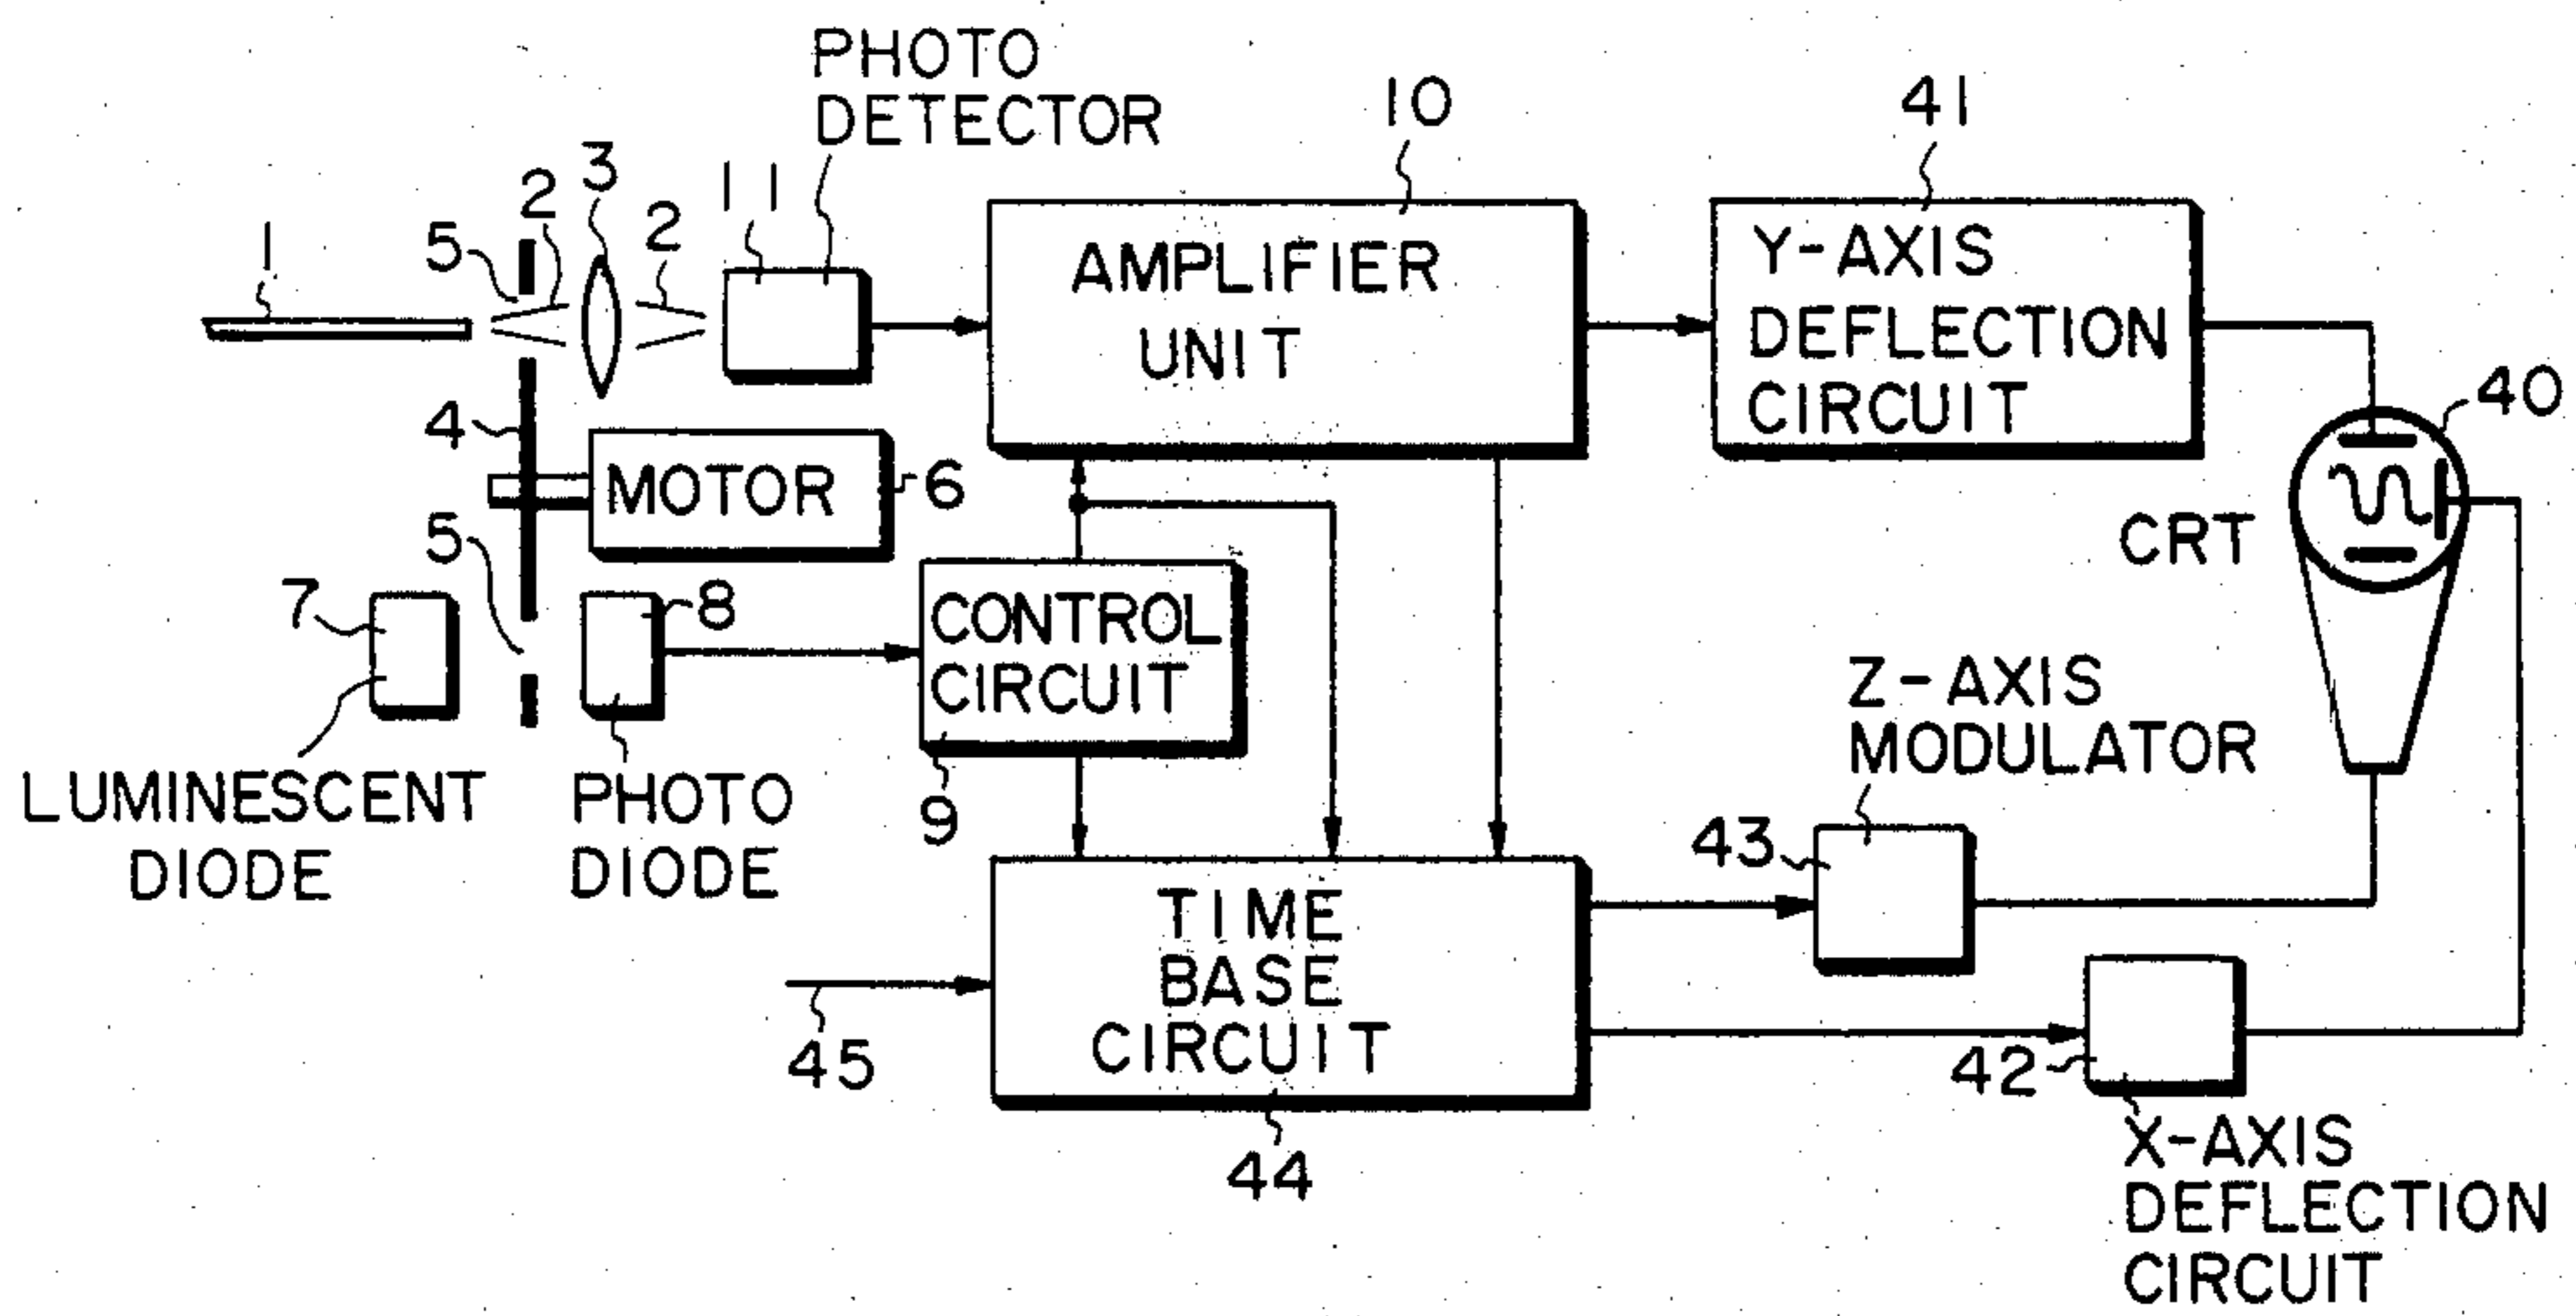 PHOTO
DETECTOR
10
41
1
5
2
3
2
11
AMPLIFIER
UNIT
Y-AXIS
DEFLECTION
CIRCUIT
40
4
MOTOR
6
CRT
5
7
8
CONTROL
CIRCUIT
9
LUMINESCENT
DIODE
PHOTO
DIODE
Z-AXIS
MODULATOR
43
TIME
BASE
CIRCUIT
45
44
42
X-AXIS
DEFLECTION
CIRCUIT